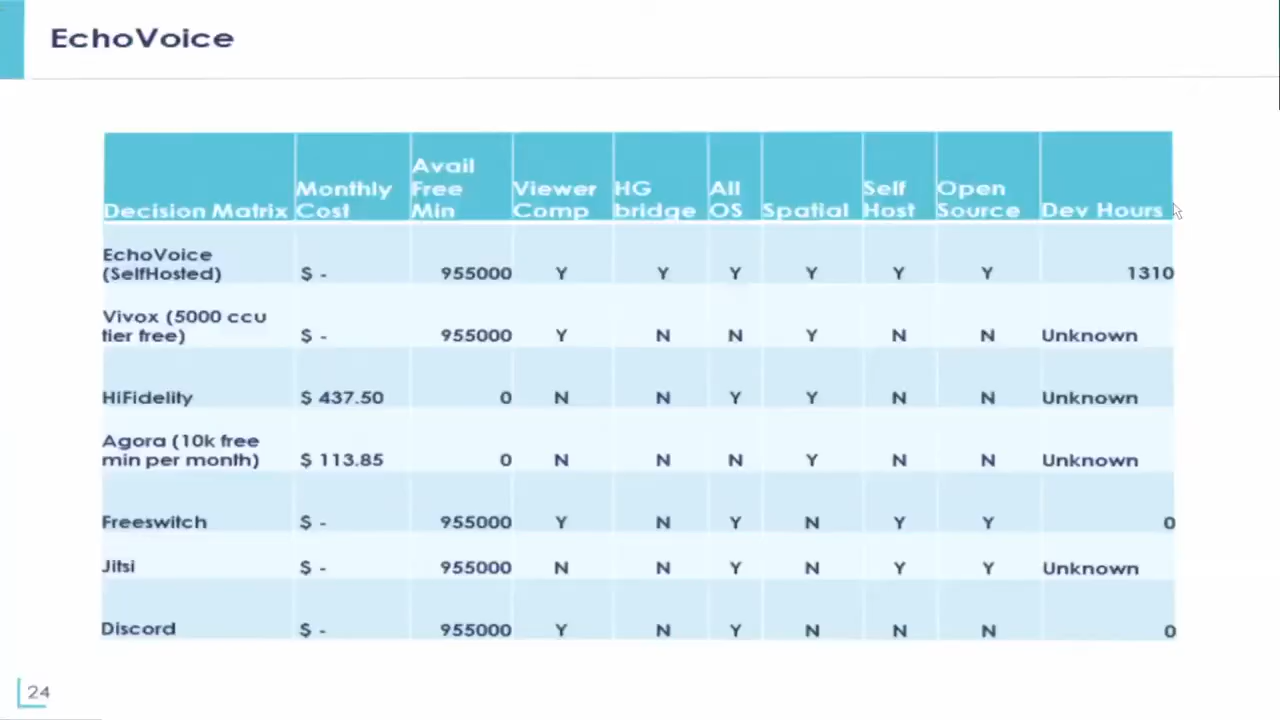 EchoVoice
Decision Matrix Monthly Cost Avail Free Min Viewer Comp HG bridge All OS Spatial Self Host Open Source Dev Hours
EchoVoice (SelfHosted) $ - 955000 Y Y Y Y Y Y 1310
Vivox (5000 ccu tier free) $ - 955000 Y N N Y N N Unknown
HiFidelity $ 437.50 0 N N Y Y N N Unknown
Agora (10k free min per month) $ 113.85 0 N N N Y N N Unknown
Freeswitch $ - 955000 Y N Y N Y Y 0
Jitsi $ - 955000 N N Y N Y Y Unknown
Discord $ - 955000 Y N Y N N N 0
24